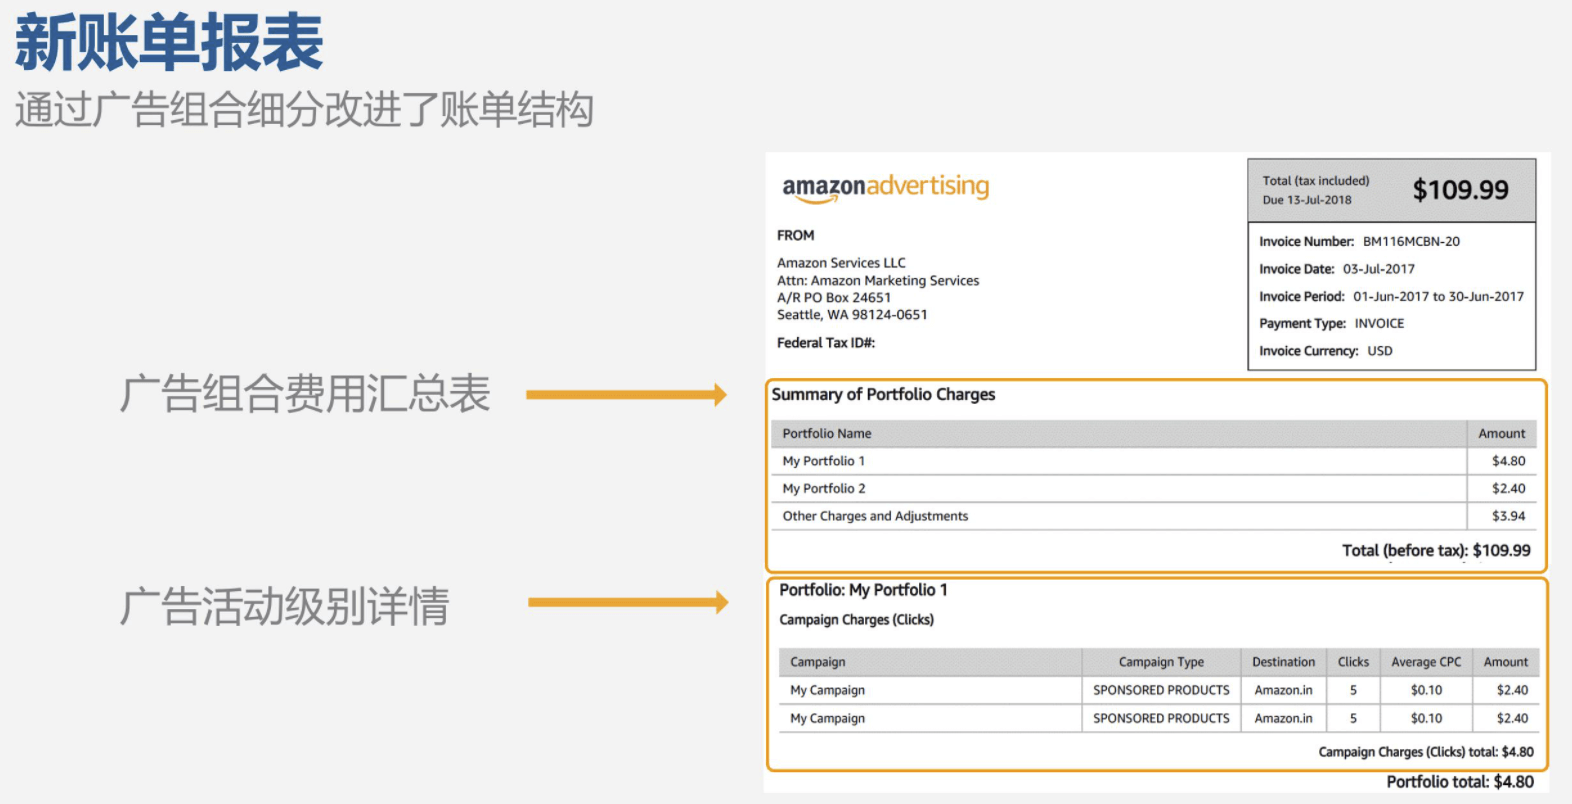 新账单报表
通过广告组合细分改进了账单结构
amazonadvertising
Total (tax included)
Due 13-Jul-2018
$109.99
FROM
Amazon Services LLC
Attn: Amazon Marketing Services
A/R PO Box 24651
Seattle, WA 98124-0651
Federal Tax ID#:
Invoice Number: BM116MCBN-20
Invoice Date: 03-Jul-2017
Invoice Period: 01-Jun-2017 to 30-Jun-2017
Payment Type: INVOICE
Invoice Currency: USD
广告组合费用汇总表
Summary of Portfolio Charges
Portfolio Name Amount
My Portfolio 1 $4.80
My Portfolio 2 $2.40
Other Charges and Adjustments $3.94
Total (before tax): $109.99
广告活动级别详情
Portfolio: My Portfolio 1
Campaign Charges (Clicks)
Campaign Campaign Type Destination Clicks Average CPC Amount
My Campaign SPONSORED PRODUCTS Amazon.in 5 $0.10 $2.40
My Campaign SPONSORED PRODUCTS Amazon.in 5 $0.10 $2.40
Campaign Charges (Clicks) total: $4.80
Portfolio total: $4.80